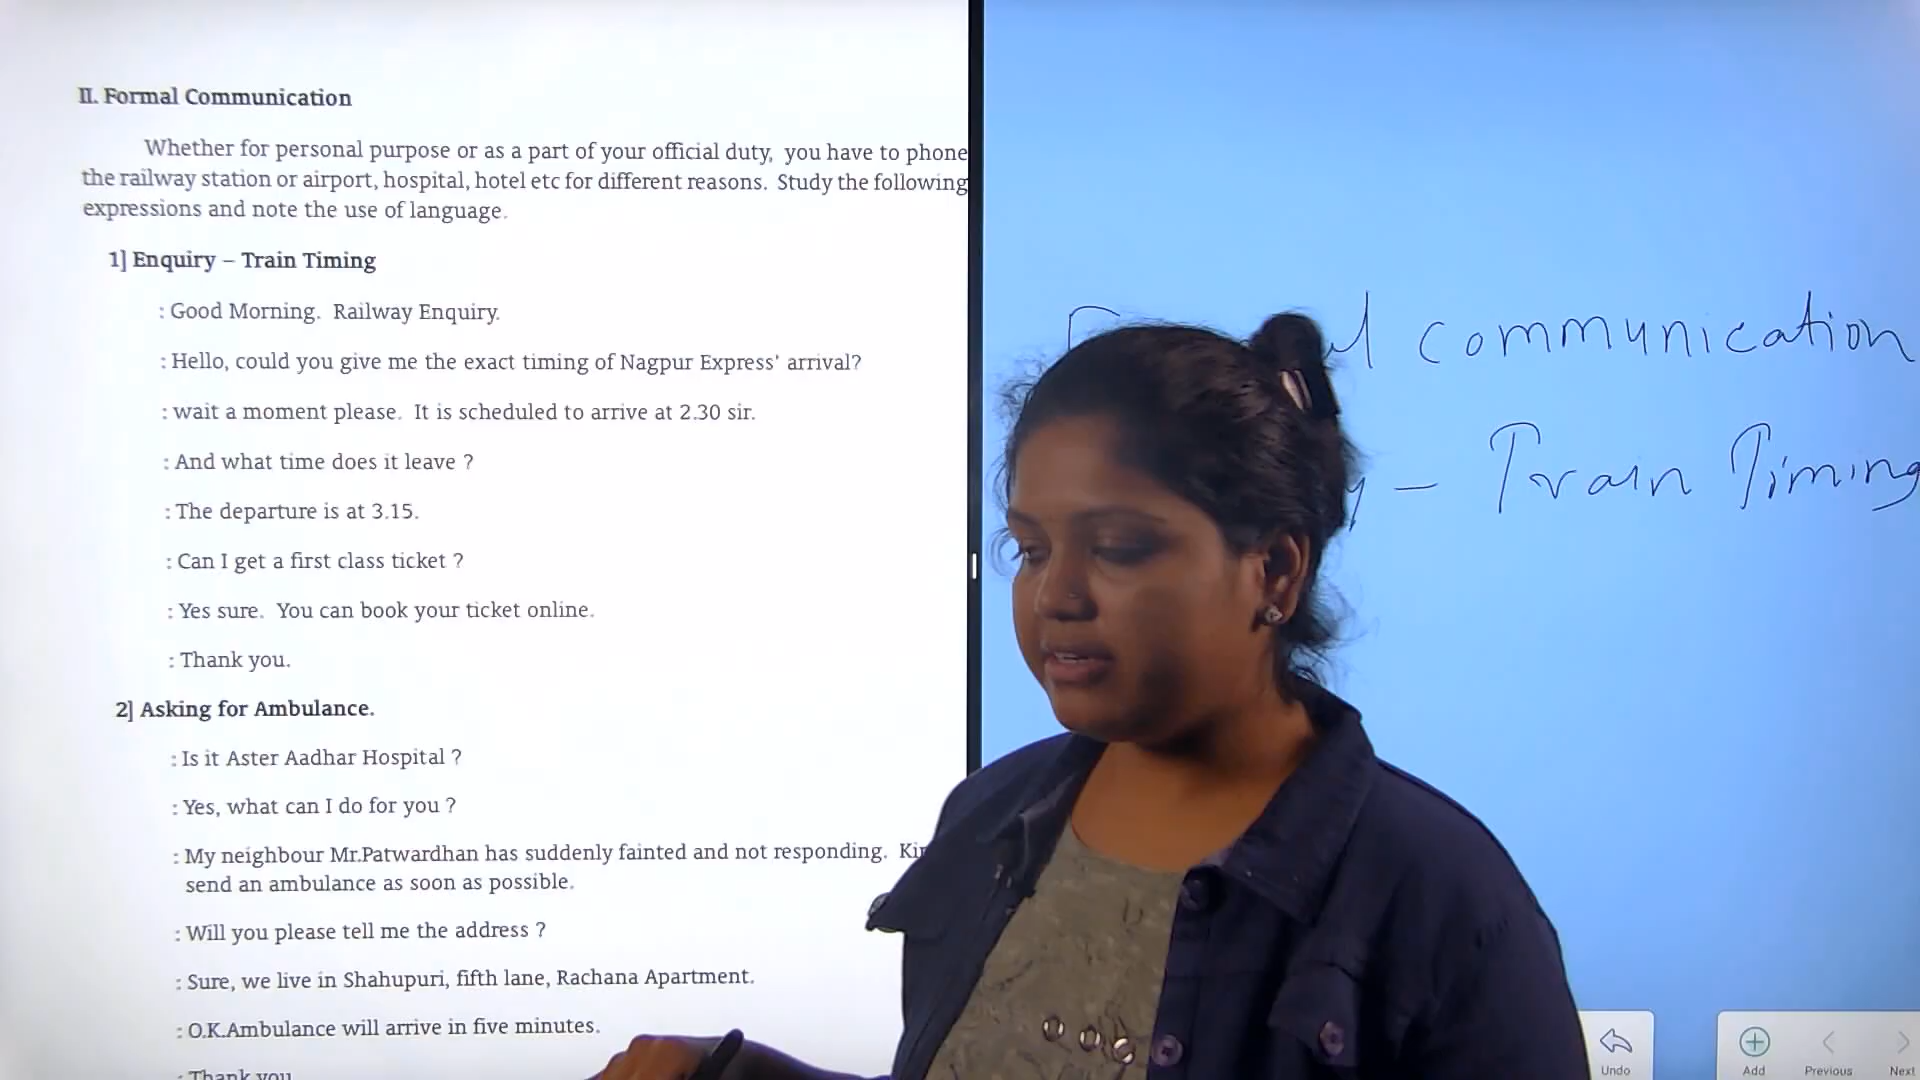 II. Formal Communication
Whether for personal purpose or as a part of your official duty, you have to phone
the railway station or airport, hospital, hotel etc for different reasons. Study the following
expressions and note the use of language.
1] Enquiry – Train Timing
: Good Morning. Railway Enquiry.
: Hello, could you give me the exact timing of Nagpur Express' arrival?
: wait a moment please. It is scheduled to arrive at 2.30 sir.
: And what time does it leave ?
: The departure is at 3.15.
: Can I get a first class ticket ?
: Yes sure. You can book your ticket online.
: Thank you.
2] Asking for Ambulance.
: Is it Aster Aadhar Hospital ?
: Yes, what can I do for you ?
: My neighbour Mr.Patwardhan has suddenly fainted and not responding.
send an ambulance as soon as possible.
: Will you please tell me the address ?
: Sure, we live in Shahupuri, fifth lane, Rachana Apartment.
: O.K.Ambulance will arrive in five minutes.
: Thank you
communication
– Train Timing
Undo
Add
Previous
Next